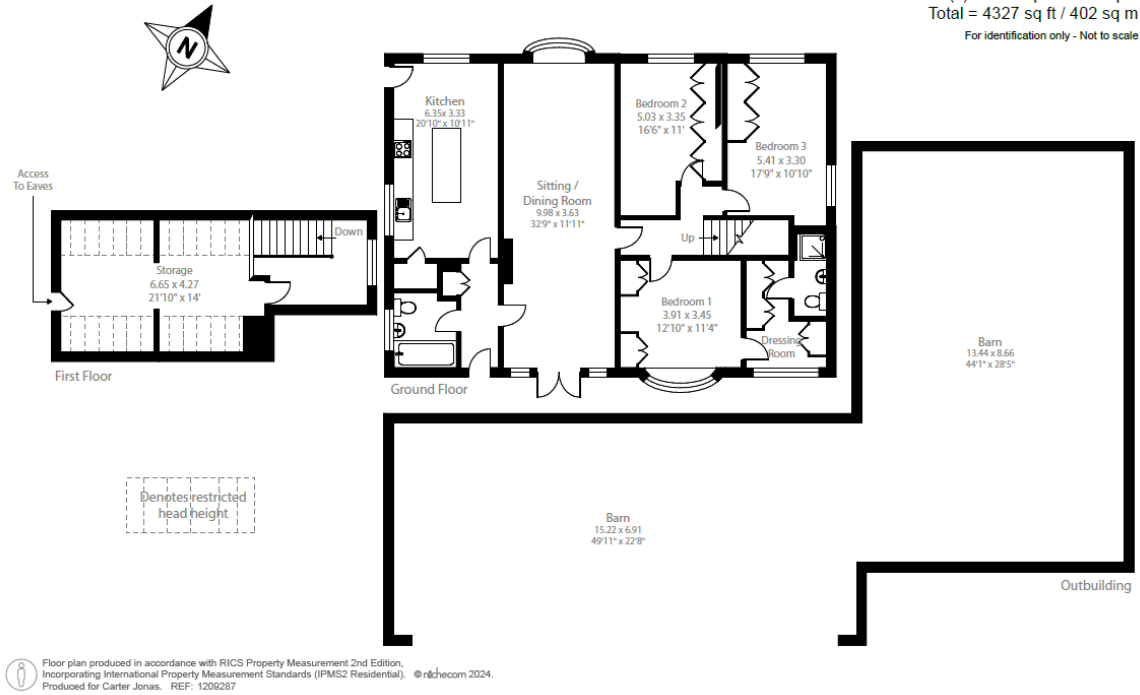 Total = 4327 sq ft / 402 sq m
For identification only - Not to scale
N
Kitchen
6.35x 3.33
20'10" x 10'11"
Bedroom 2
5.03 x 3.35
16'6" x 11'
Bedroom 3
5.41 x 3.30
17'9" x 10'10"
Sitting /
Dining Room
9.98 x 3.63
32'9" x 11'11"
Access
To Eaves
Down
Up
Storage
6.65 x 4.27
21'10" x 14'
Bedroom 1
3.91 x 3.45
12'10" x 11'4"
Dressing
Room
Barn
13.44 x 8.66
44'1" x 28'5"
First Floor
Ground Floor
Denotes restricted
head height
Barn
15.22 x 6.91
49'11" x 22'8"
Outbuilding
Floor plan produced in accordance with RICS Property Measurement 2nd Edition,
Incorporating International Property Measurement Standards (IPMS2 Residential). © nichecom 2024.
Produced for Carter Jonas. REF: 1209287